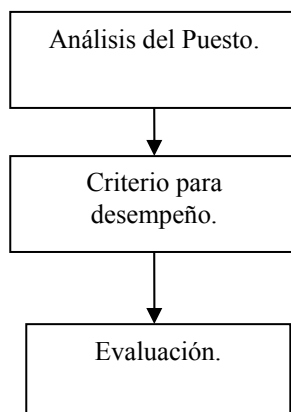 Análisis del Puesto.
Criterio para
desempeño.
Evaluación.